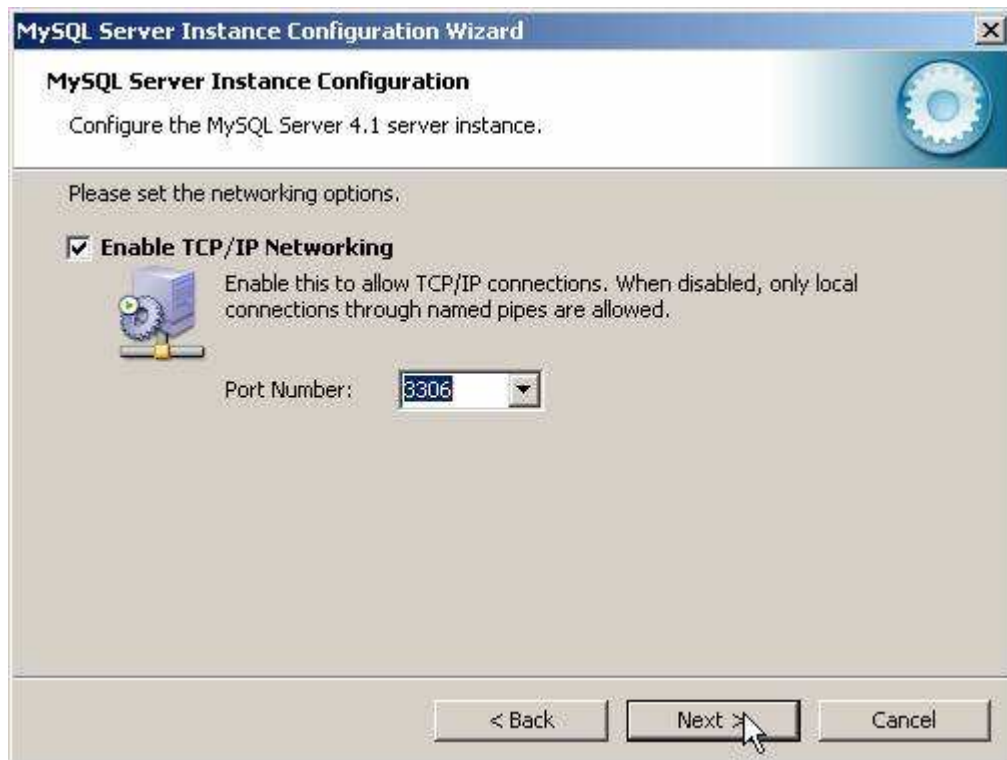 MySQL Server Instance Configuration Wizard
MySQL Server Instance Configuration
Configure the MySQL Server 4.1 server instance.
Please set the networking options.
Enable TCP/IP Networking
Enable this to allow TCP/IP connections. When disabled, only local
connections through named pipes are allowed.
Port Number: 3306
< Back Next > Cancel